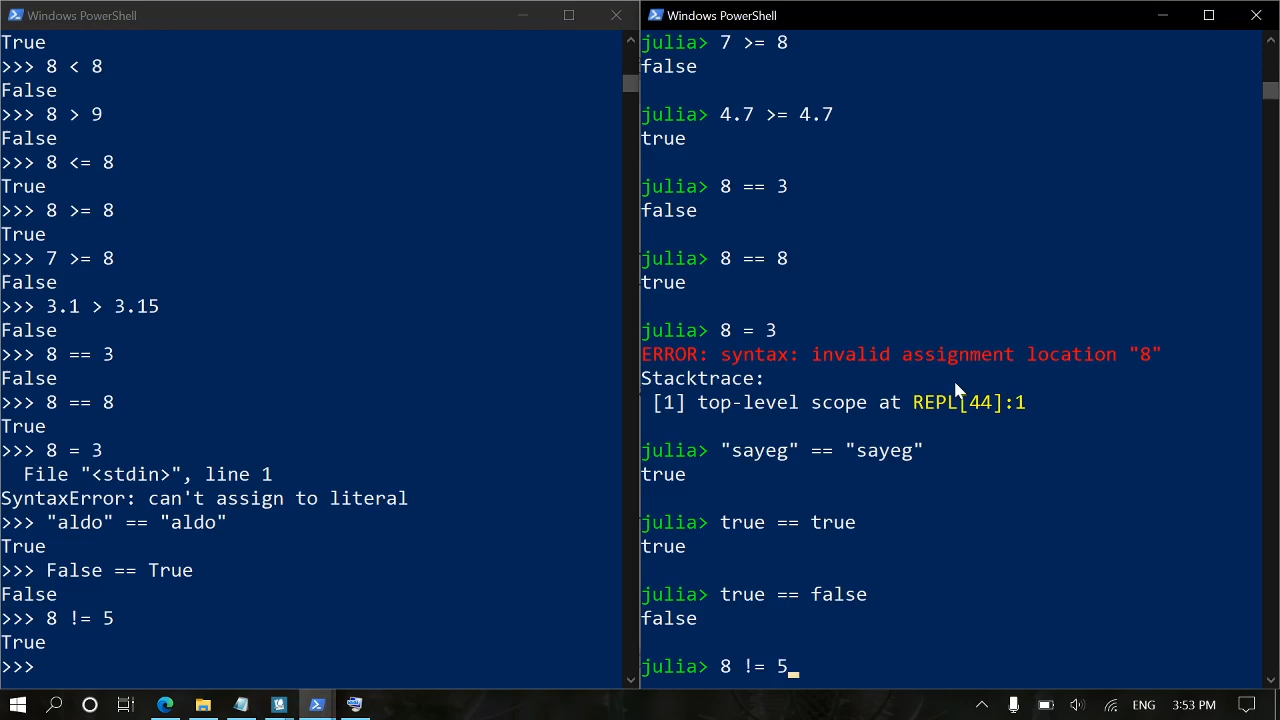 Windows PowerShell
True
>>> 8 < 8
False
>>> 8 > 9
False
>>> 8 <= 8
True
>>> 8 >= 8
True
>>> 7 >= 8
False
>>> 3.1 > 3.15
False
>>> 8 == 3
False
>>> 8 == 8
True
>>> 8 = 3
  File "<stdin>", line 1
SyntaxError: can't assign to literal
>>> "aldo" == "aldo"
True
>>> False == True
False
>>> 8 != 5
True
>>>
Windows PowerShell
julia> 7 >= 8
false
julia> 4.7 >= 4.7
true
julia> 8 == 3
false
julia> 8 == 8
true
julia> 8 = 3
ERROR: syntax: invalid assignment location "8"
Stacktrace:
 [1] top-level scope at REPL[44]:1
julia> "sayeg" == "sayeg"
true
julia> true == true
true
julia> true == false
false
julia> 8 != 5
ENG 3:53 PM